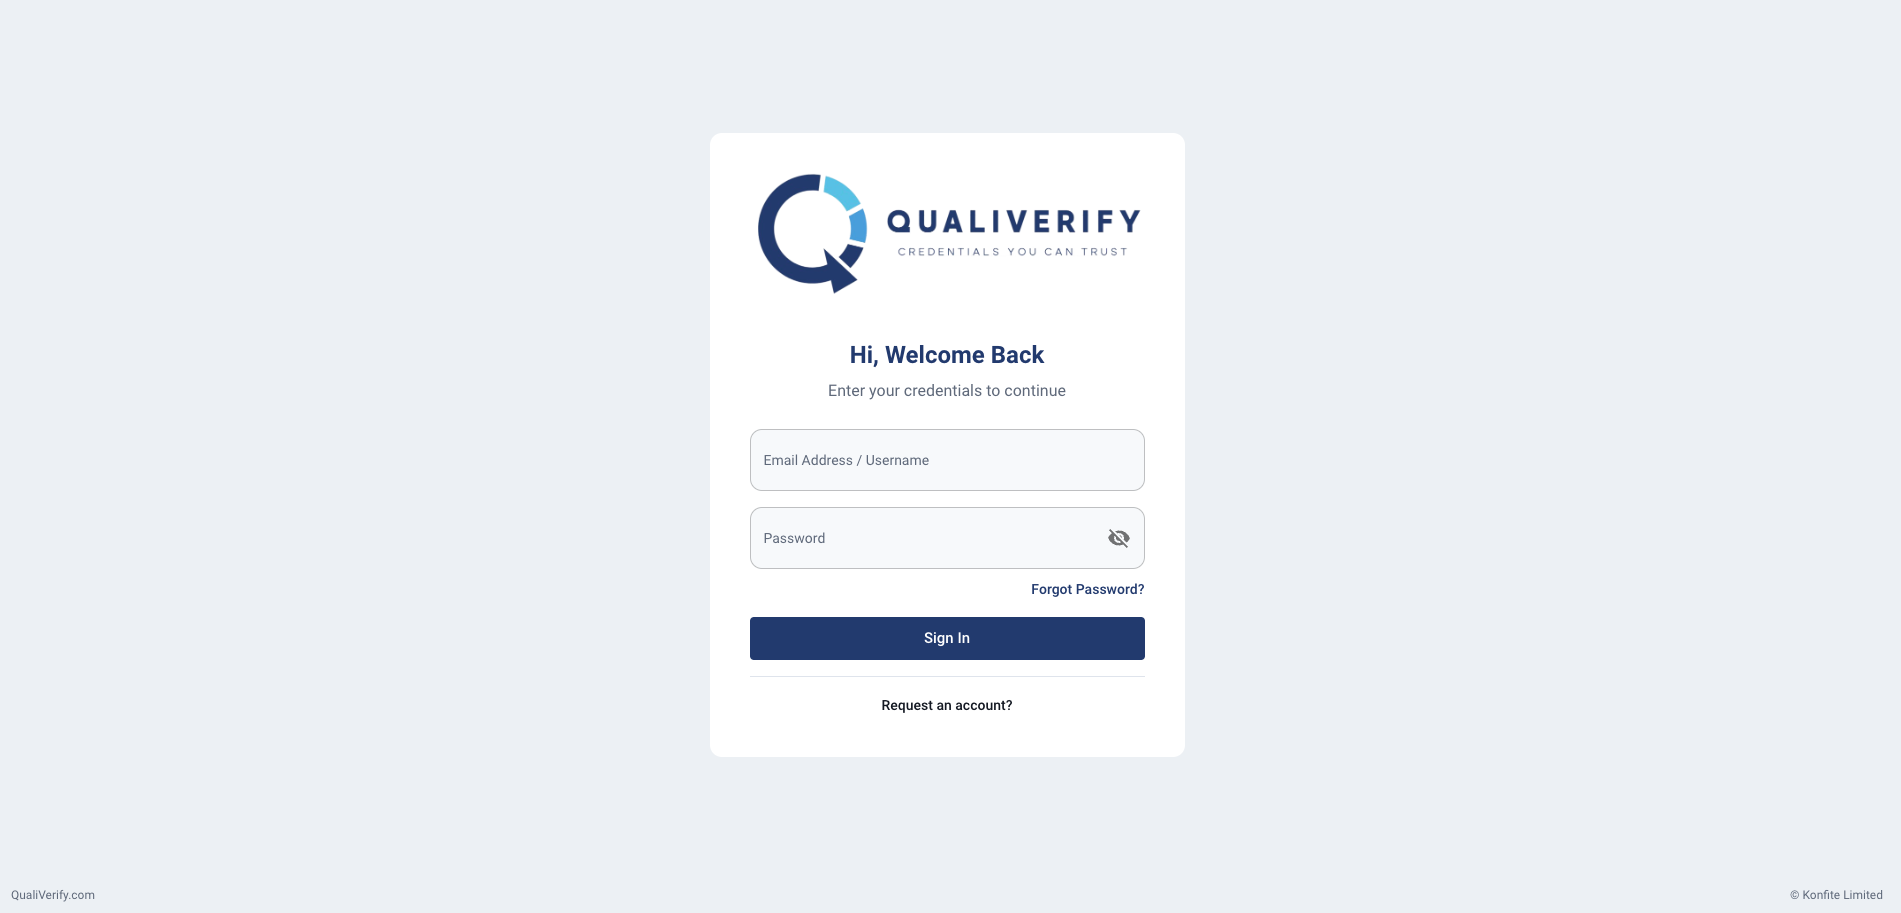 QUALIVERIFY
CREDENTIALS YOU CAN TRUST
Hi, Welcome Back
Enter your credentials to continue
Email Address / Username
Password
Forgot Password?
Sign In
Request an account?
QualiVerify.com
© Konfite Limited